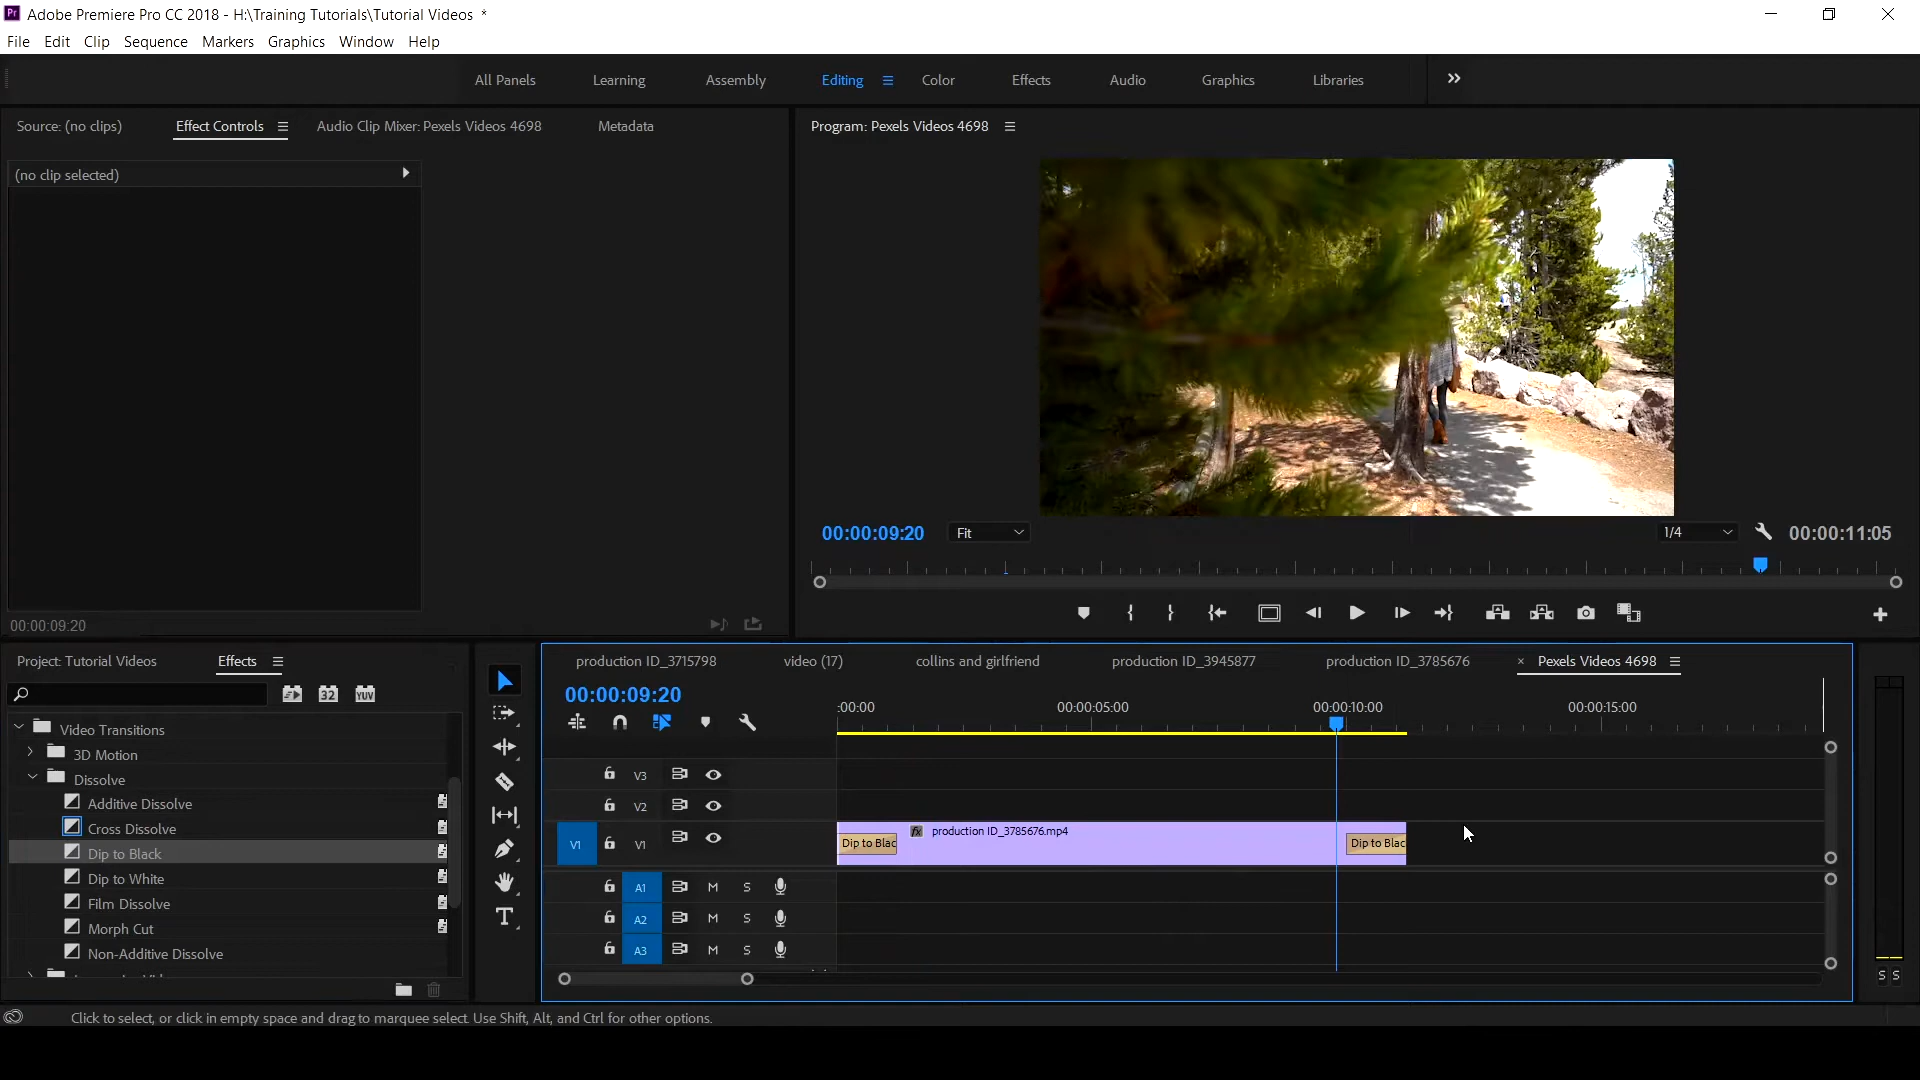 Adobe Premiere Pro CC 2018 - H:\Training Tutorials\Tutorial Videos *
File Edit Clip Sequence Markers Graphics Window Help
All Panels Learning Assembly Editing Color Effects Audio Graphics Libraries
Source: (no clips) Effect Controls Audio Clip Mixer: Pexels Videos 4698 Metadata
Program: Pexels Videos 4698
(no clip selected)
00:00:09:20 Fit 1/4 00:00:11:05
00:00:09:20
Project: Tutorial Videos Effects
production ID_3715798 video (17) collins and girlfriend production ID_3945877 production ID_3785676 × Pexels Videos 4698
00:00:09:20
32 YUV
:00:00 00:00:05:00 00:00:10:00 00:00:15:00
Video Transitions
3D Motion
Dissolve
Additive Dissolve
Cross Dissolve
Dip to Black
Dip to White
Film Dissolve
Morph Cut
Non-Additive Dissolve
V3
V2
V1 V1
Dip to Blac fx production ID_3785676.mp4 Dip to Blac
A1 M S
A2 M S
A3 M S
S S
Click to select, or click in empty space and drag to marquee select. Use Shift, Alt, and Ctrl for other options.